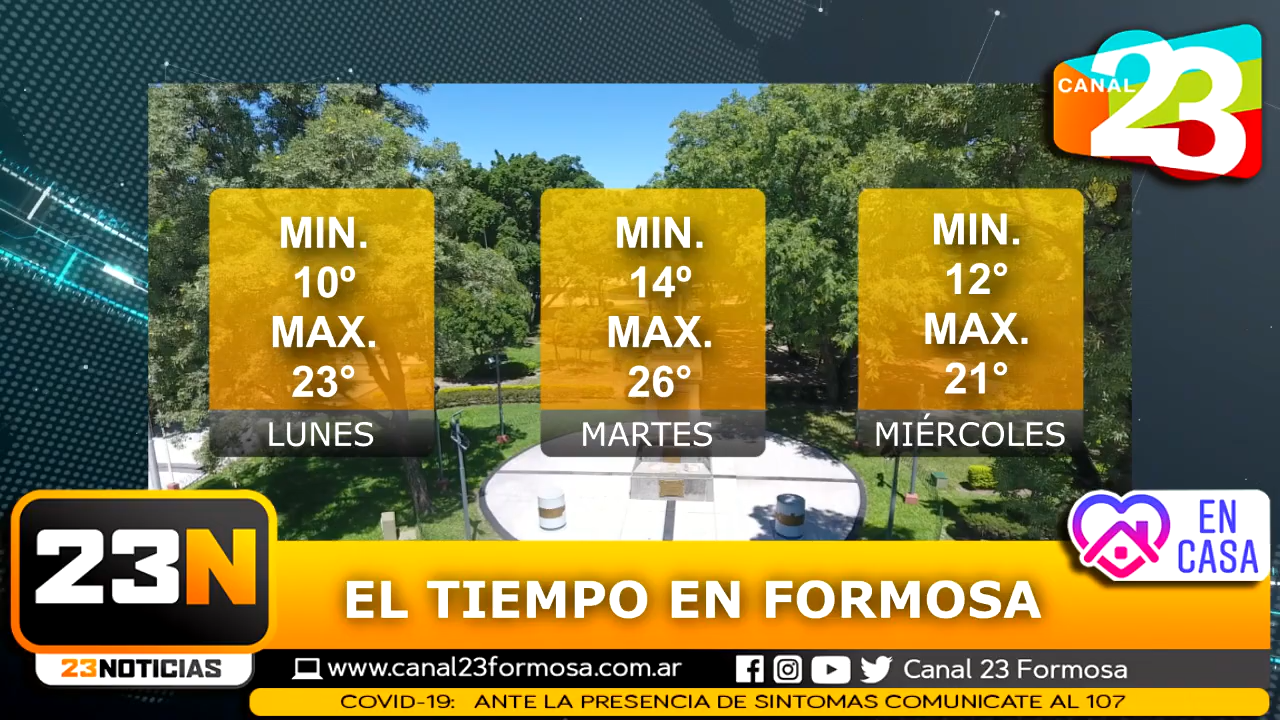 CANAL 23
MIN.
10º
MAX.
23°
LUNES
MIN.
14º
MAX.
26°
MARTES
MIN.
12°
MAX.
21°
MIÉRCOLES
EN
CASA
23N
EL TIEMPO EN FORMOSA
23NOTICIAS
www.canal23formosa.com.ar
Canal 23 Formosa
COVID-19: ANTE LA PRESENCIA DE SINTOMAS COMUNICATE AL 107